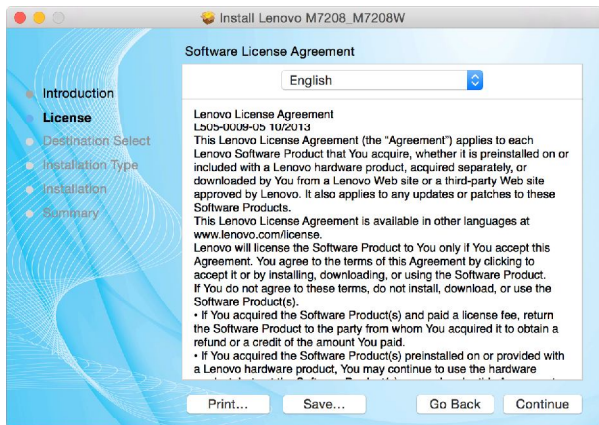 Install Lenovo M7208_M7208W
Software License Agreement
English
Introduction
License
Destination Select
Installation Type
Installation
Summary
Lenovo License Agreement
L505-0009-05 10/2013
This Lenovo License Agreement (the “Agreement”) applies to each
Lenovo Software Product that You acquire, whether it is preinstalled on or
included with a Lenovo hardware product, acquired separately, or
downloaded by You from a Lenovo Web site or a third-party Web site
approved by Lenovo. It also applies to any updates or patches to these
Software Products.
This Lenovo License Agreement is available in other languages at
www.lenovo.com/license.
Lenovo will license the Software Product to You only if You accept this
Agreement. You agree to the terms of this Agreement by clicking to
accept it or by installing, downloading, or using the Software Product.
If You do not agree to these terms, do not install, download, or use the
Software Product(s).
• If You acquired the Software Product(s) and paid a license fee, return
the Software Product to the party from whom You acquired it to obtain a
refund or a credit of the amount You paid.
• If You acquired the Software Product(s) preinstalled on or provided with
a Lenovo hardware product, You may continue to use the hardware
Print...
Save...
Go Back
Continue